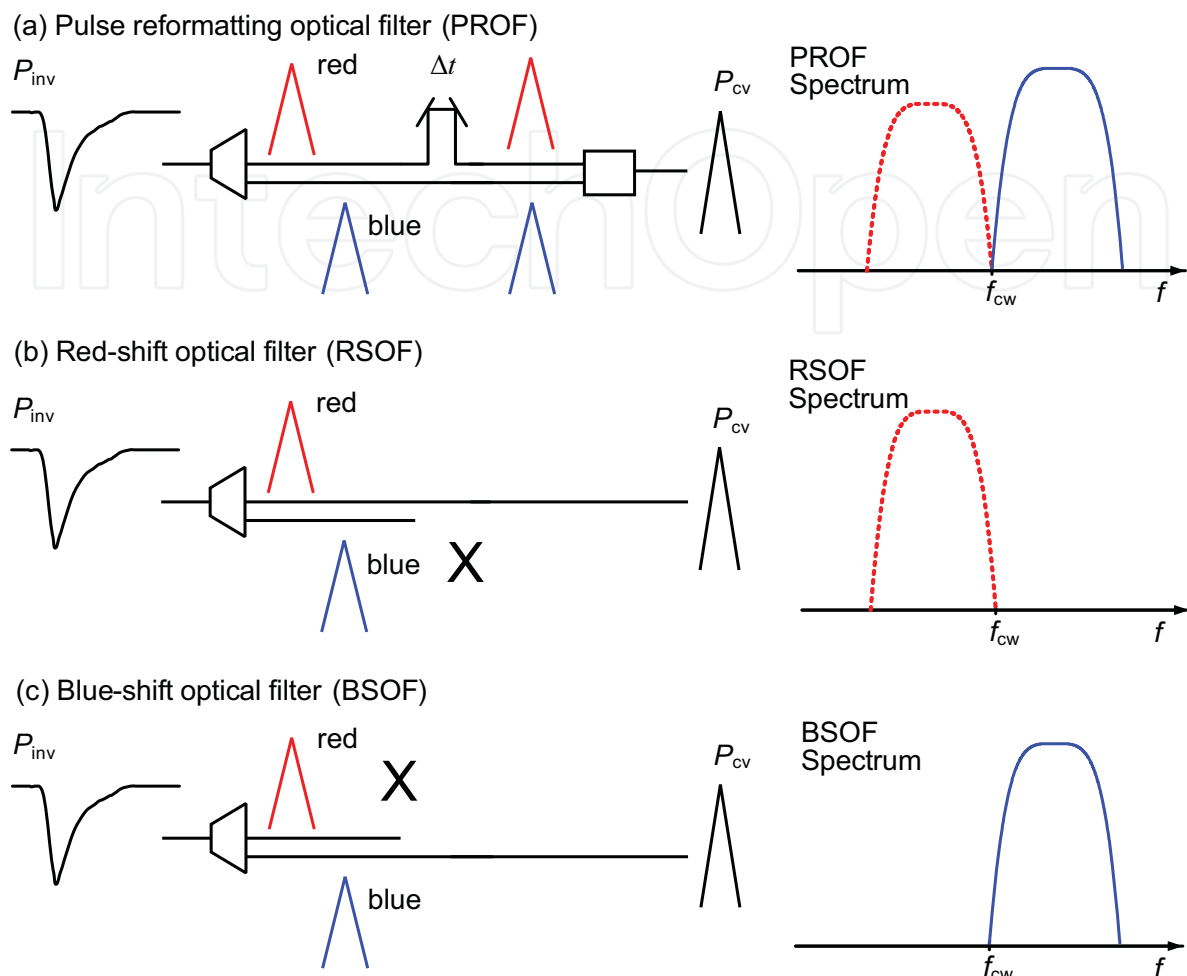 (a) Pulse reformatting optical filter (PROF)
P_inv
red
Δt
P_cv
blue
PROF
Spectrum
f_cw
f
IntechOpen
(b) Red-shift optical filter (RSOF)
P_inv
red
P_cv
blue
X
RSOF
Spectrum
f_cw
f
(c) Blue-shift optical filter (BSOF)
P_inv
red
X
P_cv
blue
BSOF
Spectrum
f_cw
f